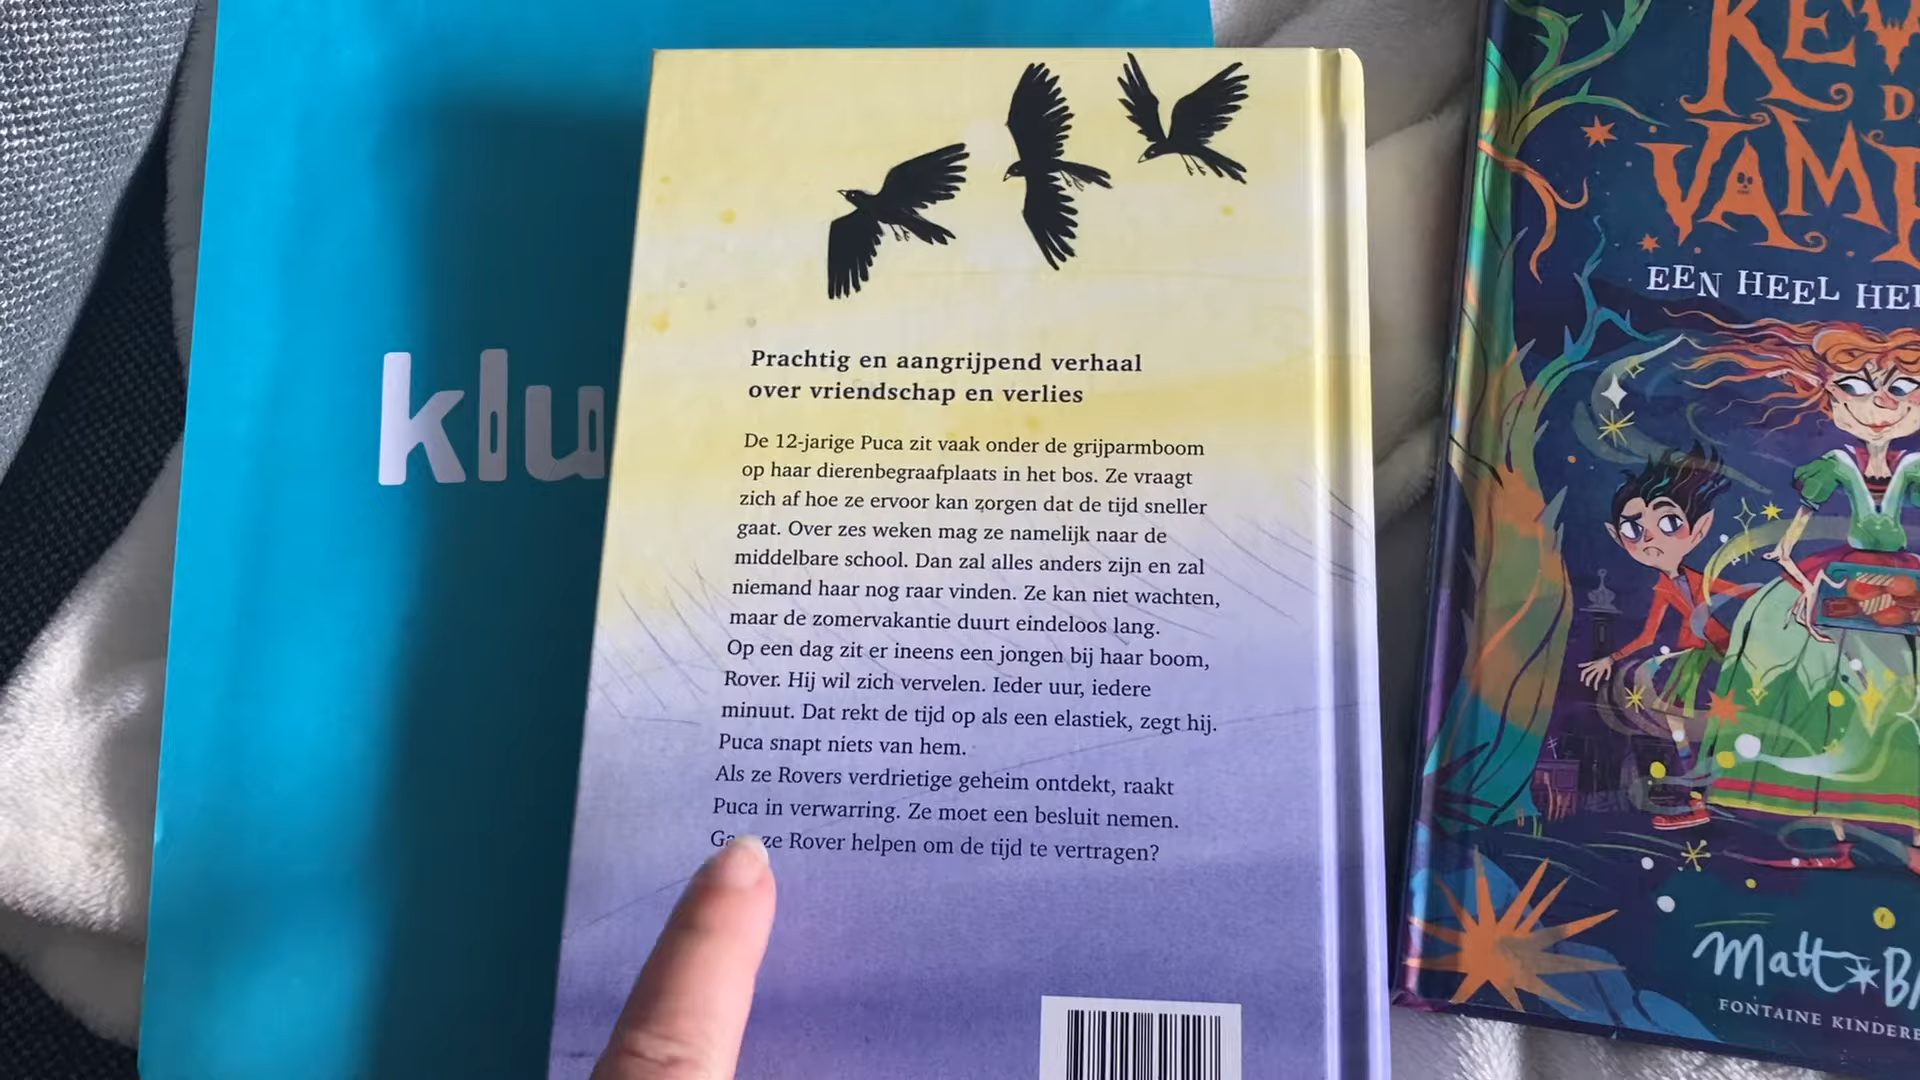 Prachtig en aangrijpend verhaal
over vriendschap en verlies
De 12-jarige Puca zit vaak onder de grijparmboom
op haar dierenbegraafplaats in het bos. Ze vraagt
zich af hoe ze ervoor kan zorgen dat de tijd sneller
gaat. Over zes weken mag ze namelijk naar de
middelbare school. Dan zal alles anders zijn en zal
niemand haar nog raar vinden. Ze kan niet wachten,
maar de zomervakantie duurt eindeloos lang.
Op een dag zit er ineens een jongen bij haar boom,
Rover. Hij wil zich vervelen. Ieder uur, iedere
minuut. Dat rekt de tijd op als een elastiek, zegt hij.
Puca snapt niets van hem.
Als ze Rovers verdrietige geheim ontdekt, raakt
Puca in verwarring. Ze moet een besluit nemen.
ze Rover helpen om de tijd te vertragen?
klu
KEV
D
VAMP
EEN HEEL HE
Matt BA
FONTAINE KINDERE